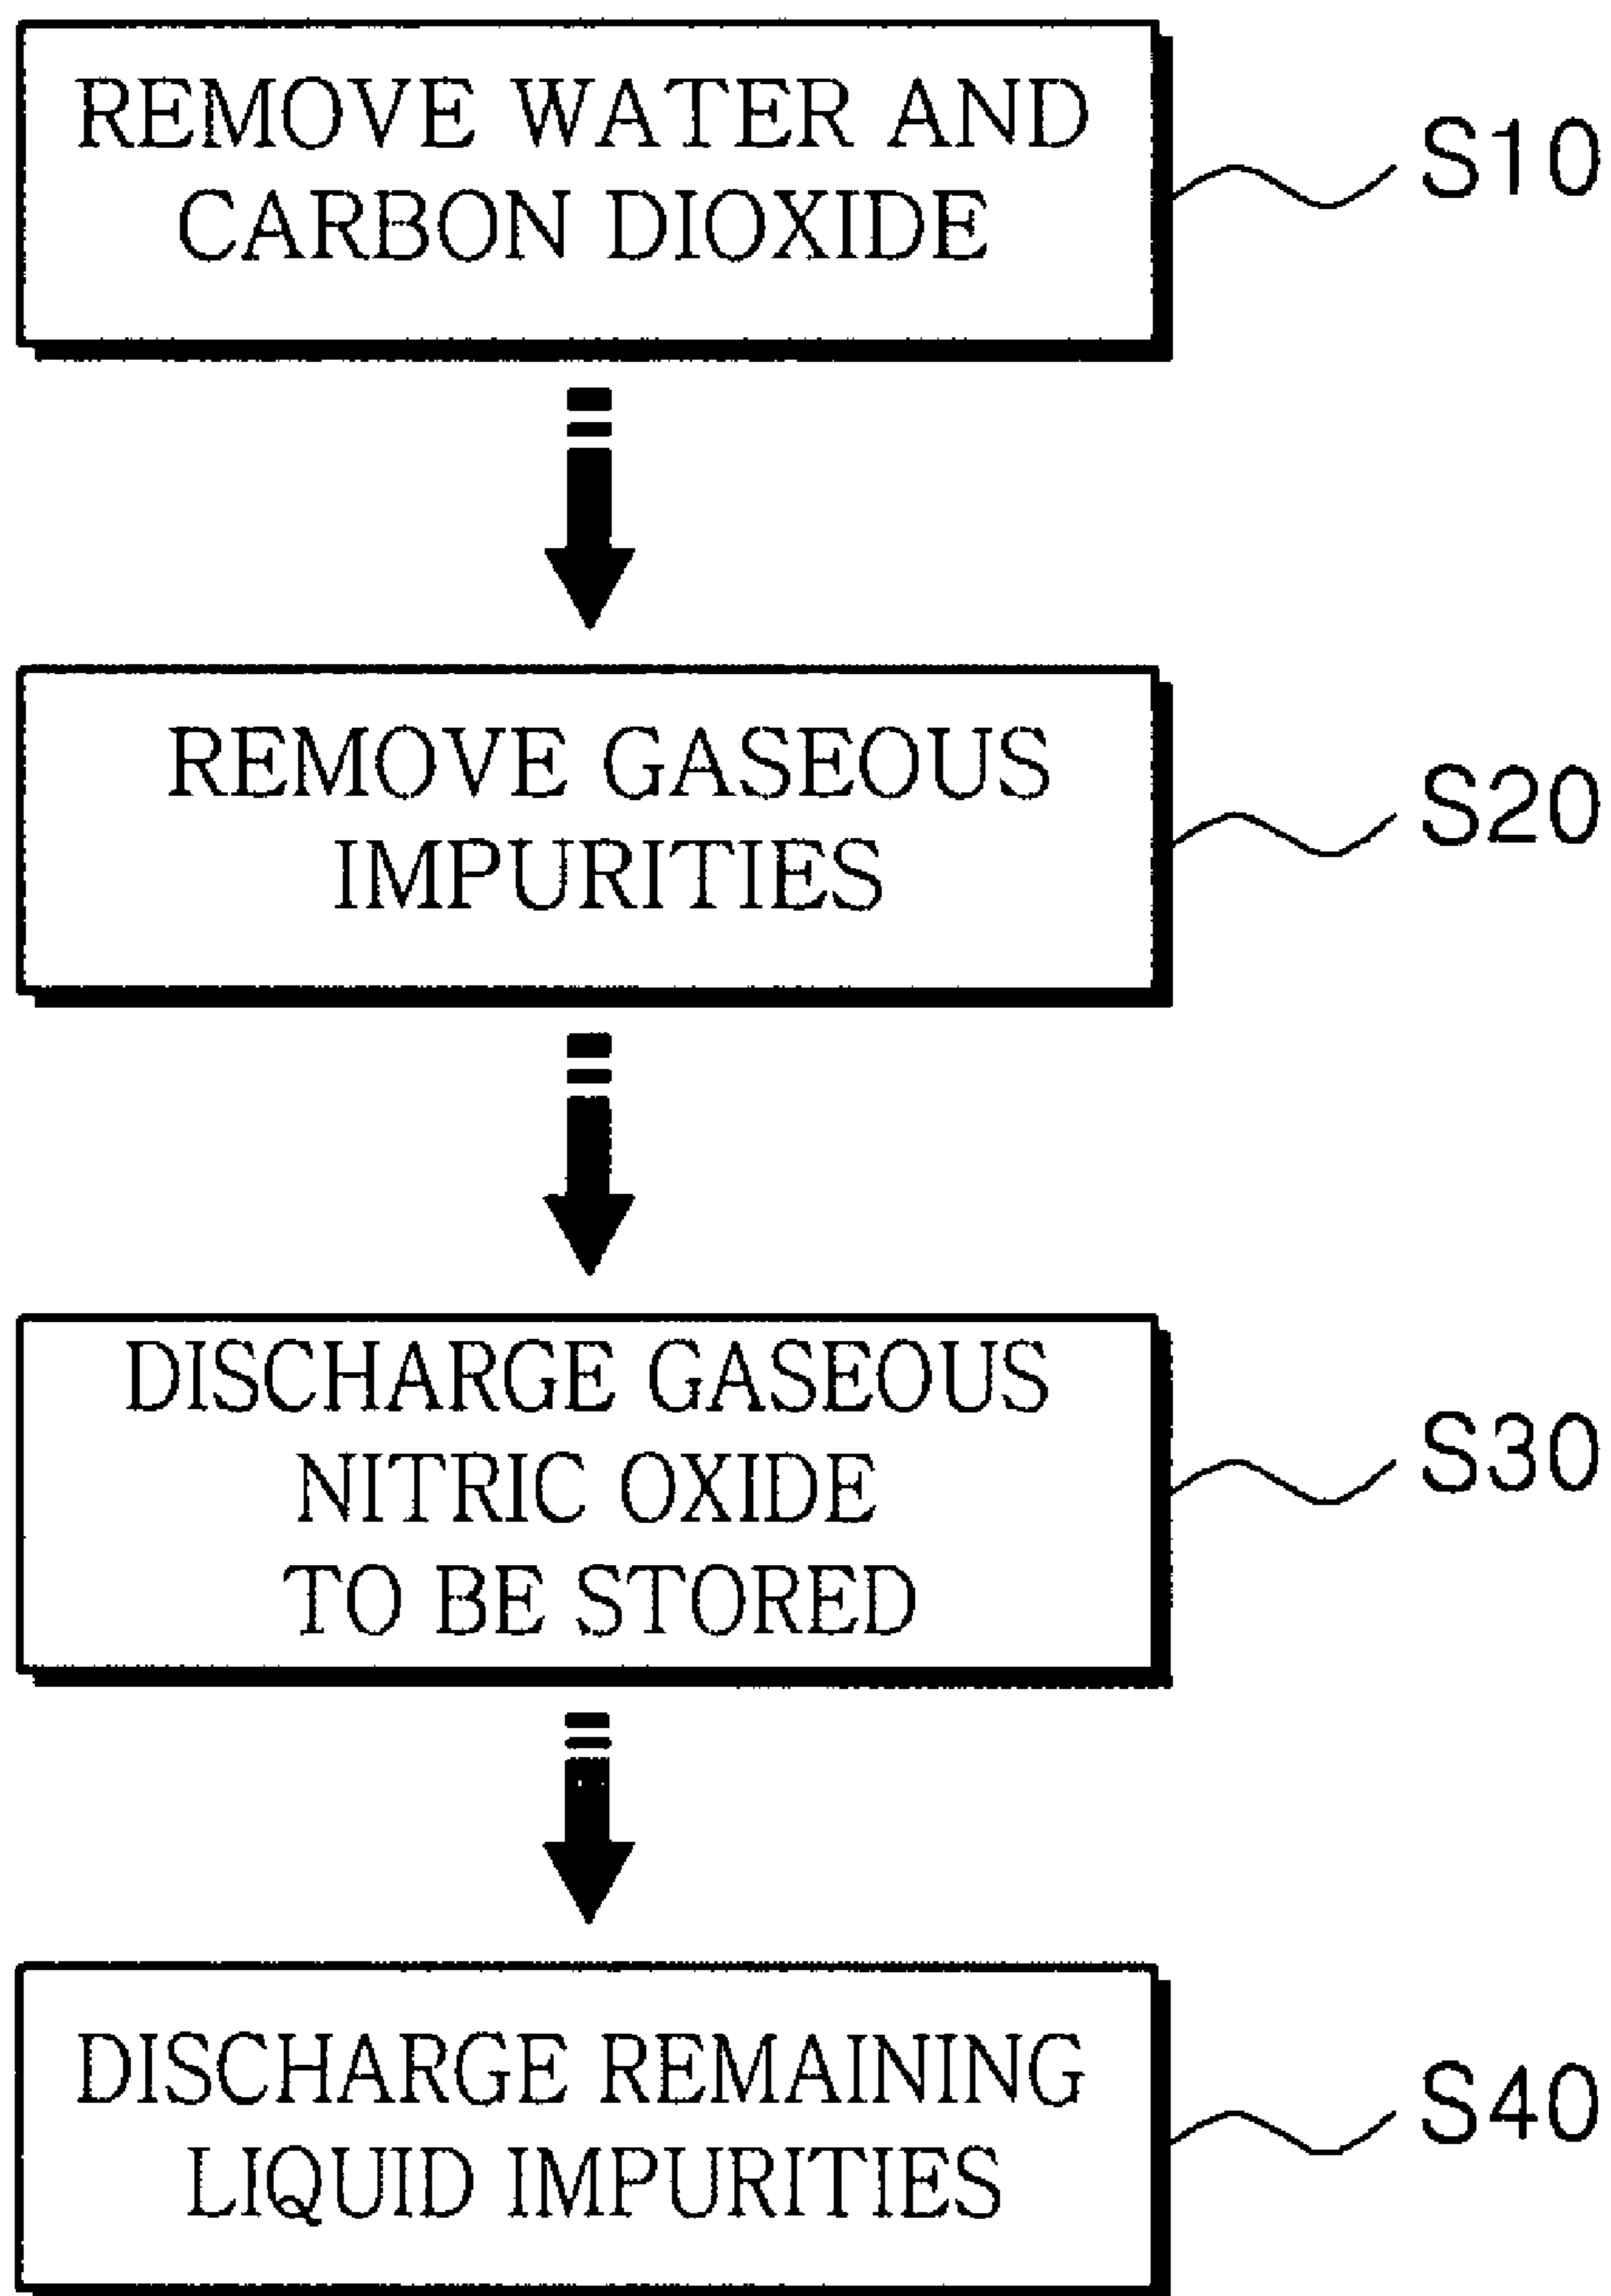 REMOVE WATER AND
CARBON DIOXIDE
S10
REMOVE GASEOUS
IMPURITIES
S20
DISCHARGE GASEOUS
NITRIC OXIDE
TO BE STORED
S30
DISCHARGE REMAINING
LIQUID IMPURITIES
S40